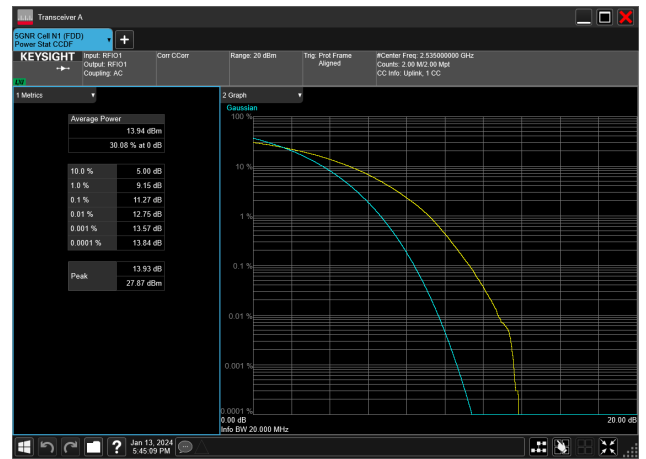 Transceiver A
5GNR Cell N1 (FDD)
Power Stat CCDF
KEYSIGHT
Input: RFIO1
Output: RFIO1
Coupling: AC
Corr CCorr
Range: 20 dBm
Trig: Prot Frame
Aligned
#Center Freq: 2.535000000 GHz
Counts: 2.00 M/2.00 Mpt
CC Info: Uplink, 1 CC
LXI
1 Metrics
Average Power
13.94 dBm
30.08 % at 0 dB
10.0 % 5.00 dB
1.0 % 9.15 dB
0.1 % 11.27 dB
0.01 % 12.75 dB
0.001 % 13.57 dB
0.0001 % 13.84 dB
Peak
13.93 dB
27.87 dBm
2 Graph
Gaussian
100 %
10 %
1 %
0.1 %
0.01 %
0.001 %
0.0001 %
0.00 dB
20.00 dB
Info BW 20.000 MHz
?
Jan 13, 2024
5:45:09 PM